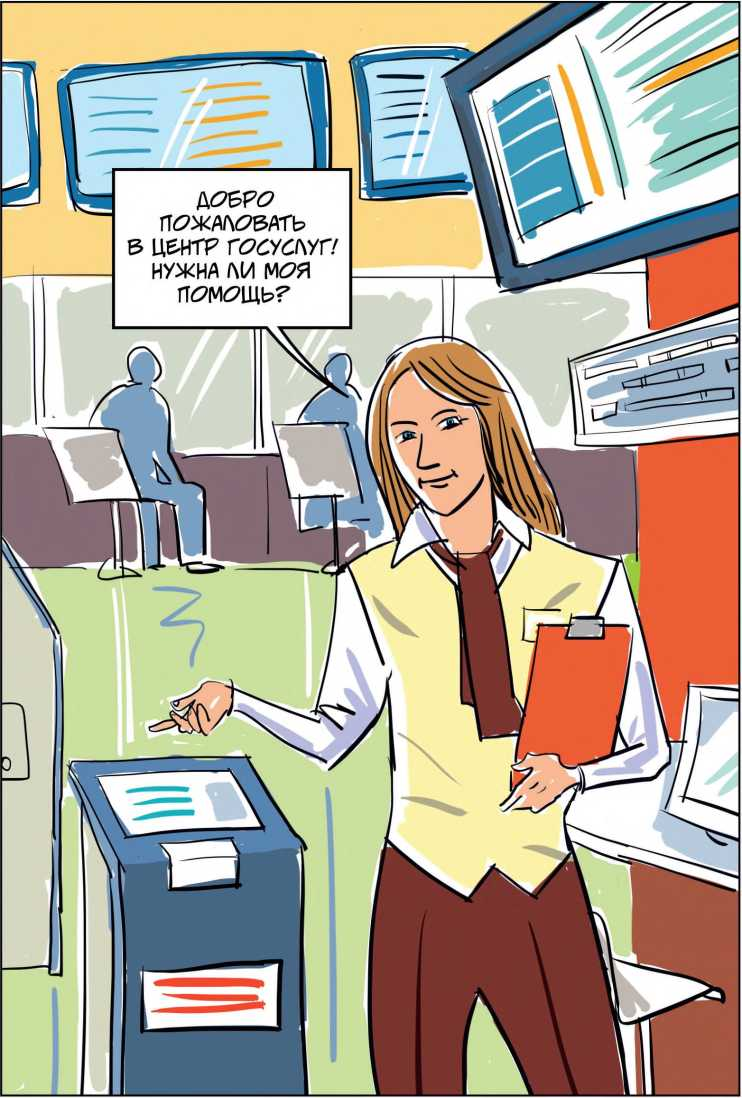 ДОБРО
ПОЖАЛОВАТЬ
В ЦЕНТР ГОСУСЛУГ!
НУЖНА ЛИ МОЯ
ПОМОЩЬ?